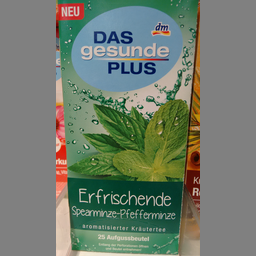 NEU
dm
DAS
gesunde
PLUS
Erfrischende
Spearminze-Pfefferminze
aromatisierter Kräutertee
25 Aufgussbeutel